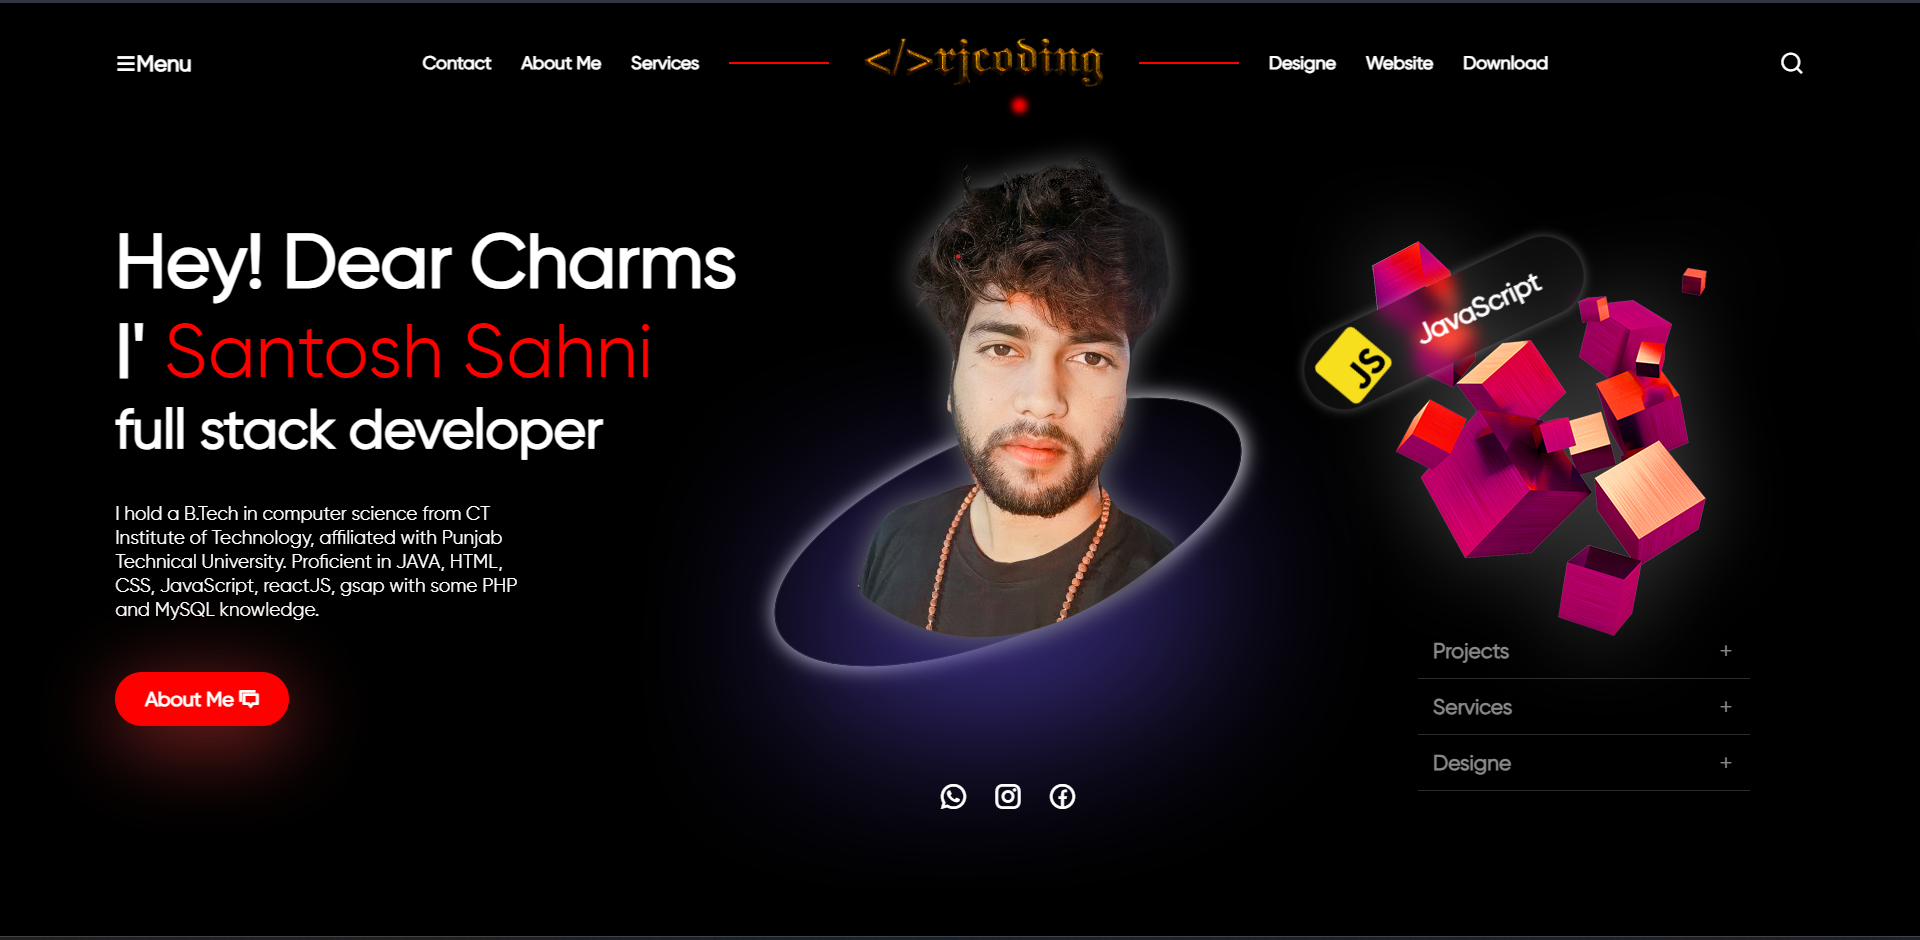 Menu
Contact About Me Services </>rjcoding Designe Website Download
Hey! Dear Charms
I' Santosh Sahni
full stack developer
I hold a B.Tech in computer science from CT
Institute of Technology, affiliated with Punjab
Technical University. Proficient in JAVA, HTML,
CSS, JavaScript, reactJS, gsap with some PHP
and MySQL knowledge.
About Me
JS JavaScript
Projects +
Services +
Designe +